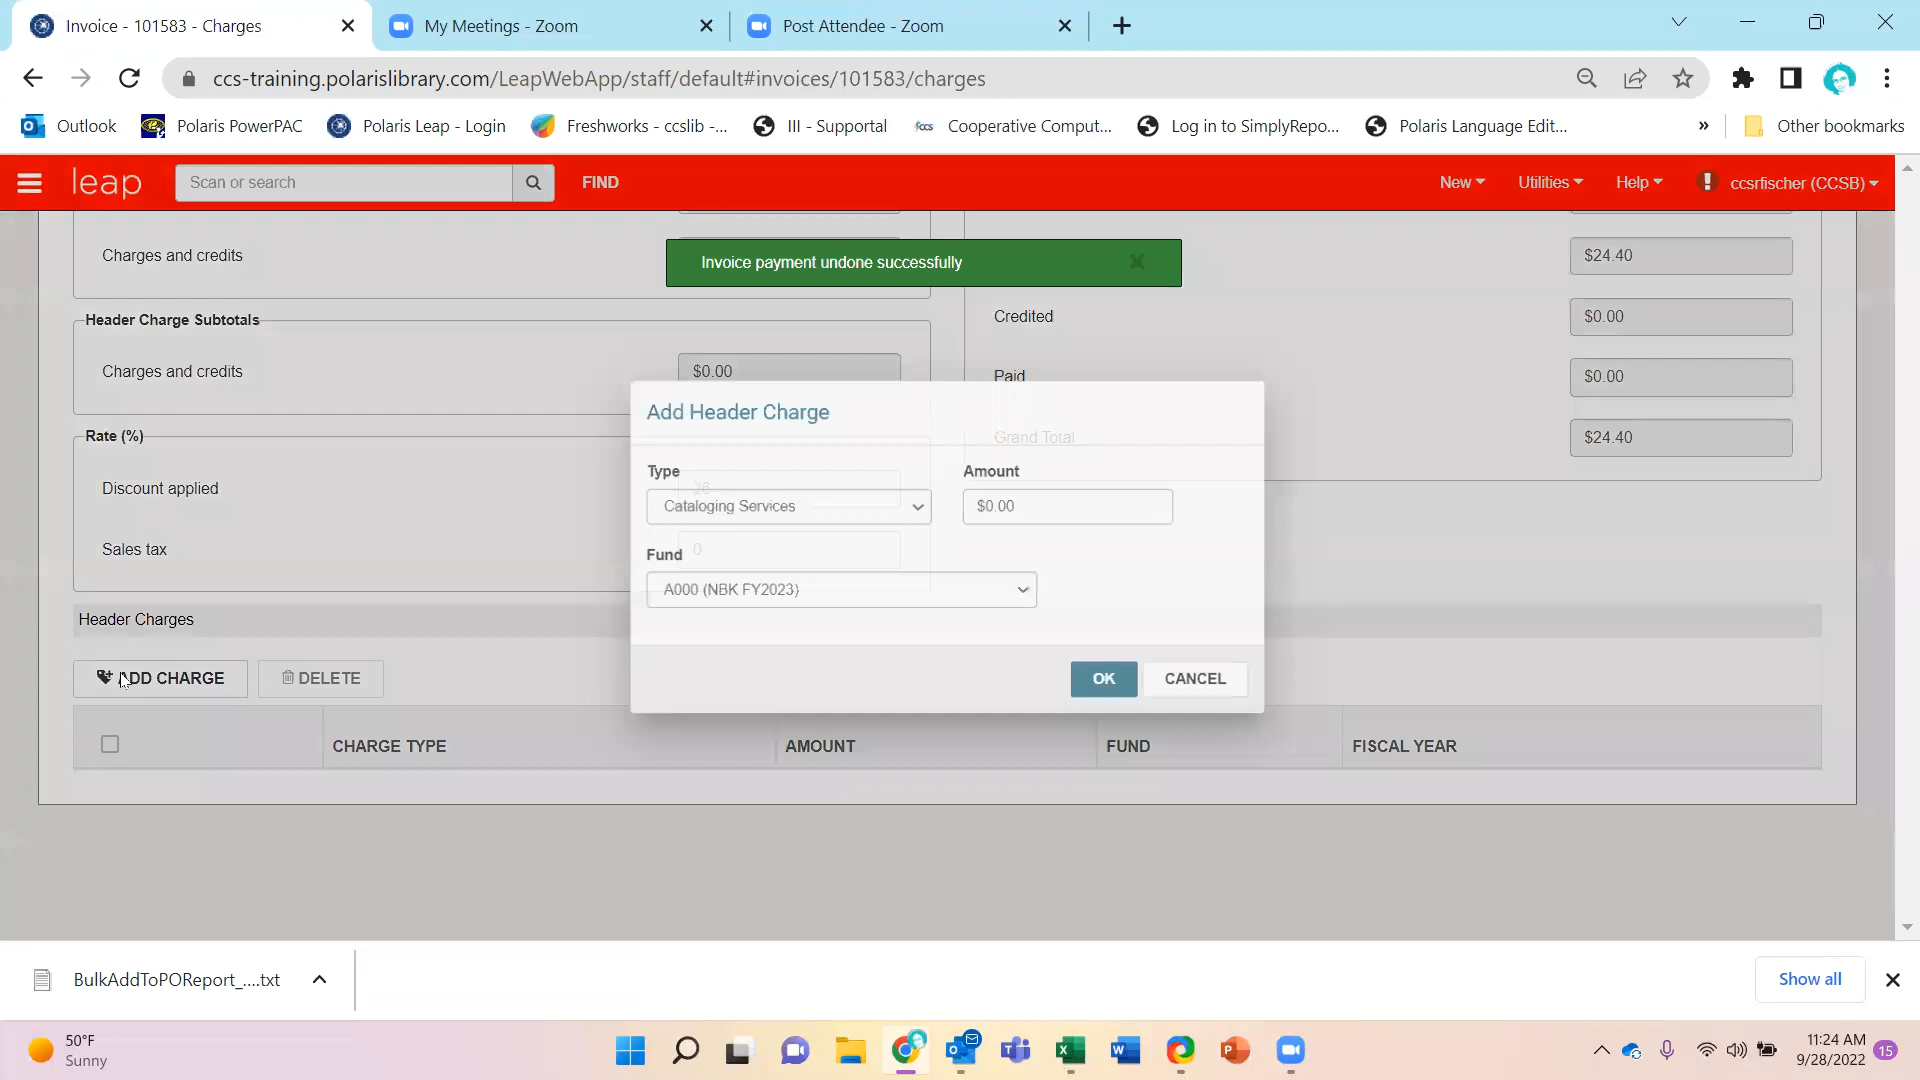 Invoice - 101583 - Charges
My Meetings - Zoom
Post Attendee - Zoom
ccs-training.polarislibrary.com/LeapWebApp/staff/default#invoices/101583/charges
Outlook
Polaris PowerPAC
Polaris Leap - Login
Freshworks - ccslib -...
III - Supportal
ccs
Cooperative Comput...
Log in to SimplyRepo...
Polaris Language Edit...
»
Other bookmarks
leap
Scan or search
FIND
New
Utilities
Help
ccsrfischer (CCSB)
Charges and credits
Invoice payment undone successfully
$24.40
Header Charge Subtotals
Credited
$0.00
Charges and credits
$0.00
Paid
$0.00
Add Header Charge
Rate (%)
Grand Total
$24.40
Type
Amount
Discount applied
26
Cataloging Services
$0.00
Sales tax
0
Fund
A000 (NBK FY2023)
Header Charges
ADD CHARGE
DELETE
OK
CANCEL
CHARGE TYPE
AMOUNT
FUND
FISCAL YEAR
BulkAddToPOReport_....txt
Show all
50°F
Sunny
11:24 AM
9/28/2022
15